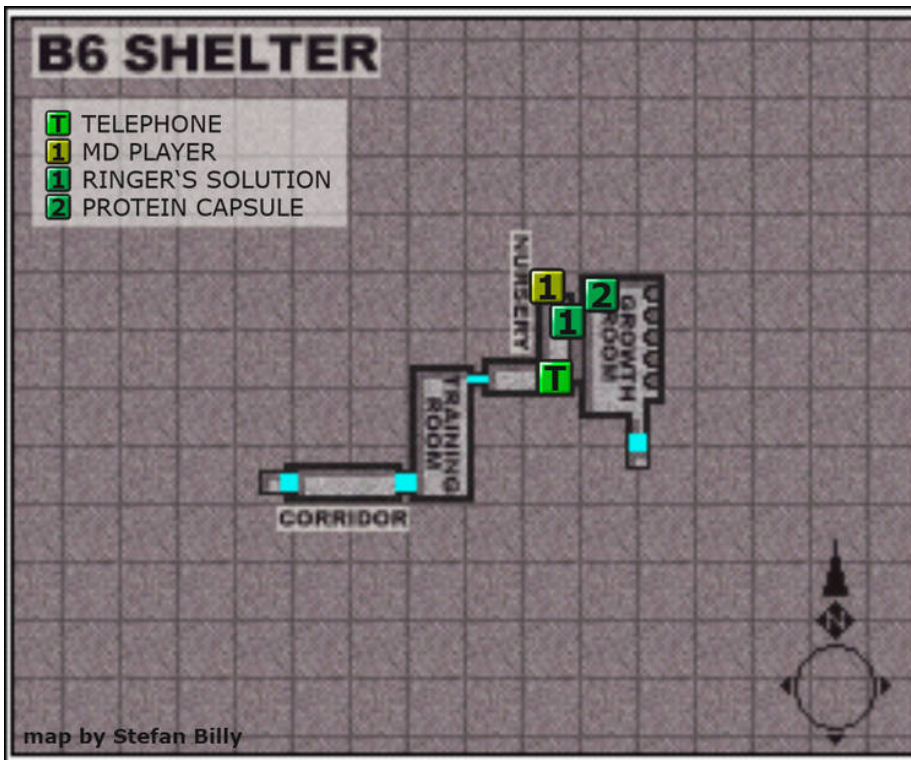 B6 SHELTER
T TELEPHONE
1 MD PLAYER
1 RINGER'S SOLUTION
2 PROTEIN CAPSULE
NURSERY
1
2
1
GROWTH
ROOM
T
TRAINING
ROOM
CORRIDOR
N
map by Stefan Billy